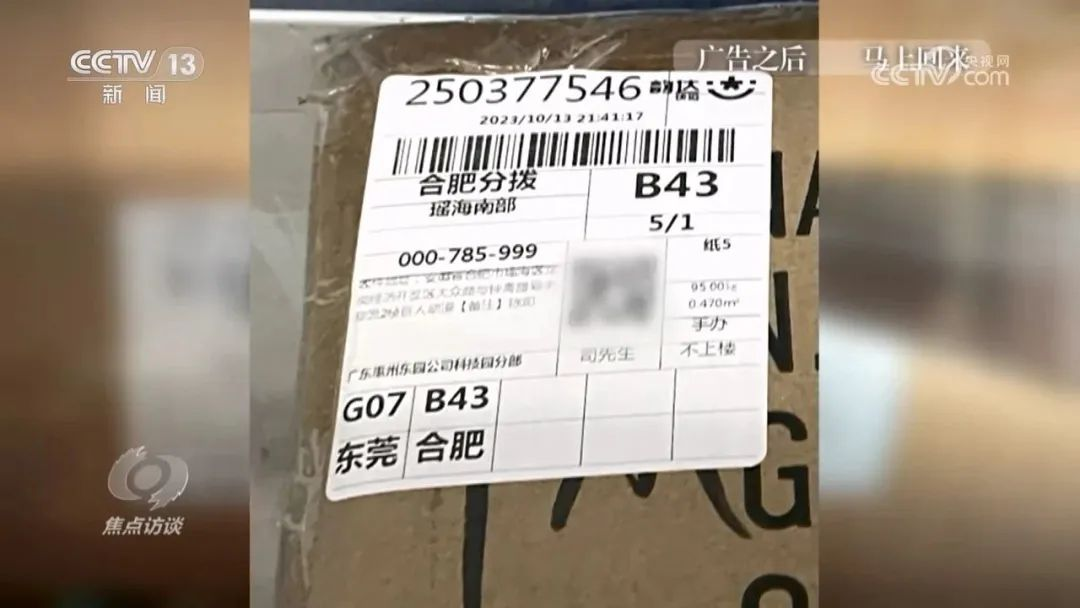 CCTV 13
新闻
广告之后 马上回来
CCTV 央视网
com
250377546
2023/10/13 21:41:17
合肥分拨
瑶海南部
B43
5/1
000-785-999
纸5
95.00kg
0.470m³
手办
不上楼
司先生
广东惠州东园公司科技园分部
G07 B43
东莞 合肥
焦点访谈